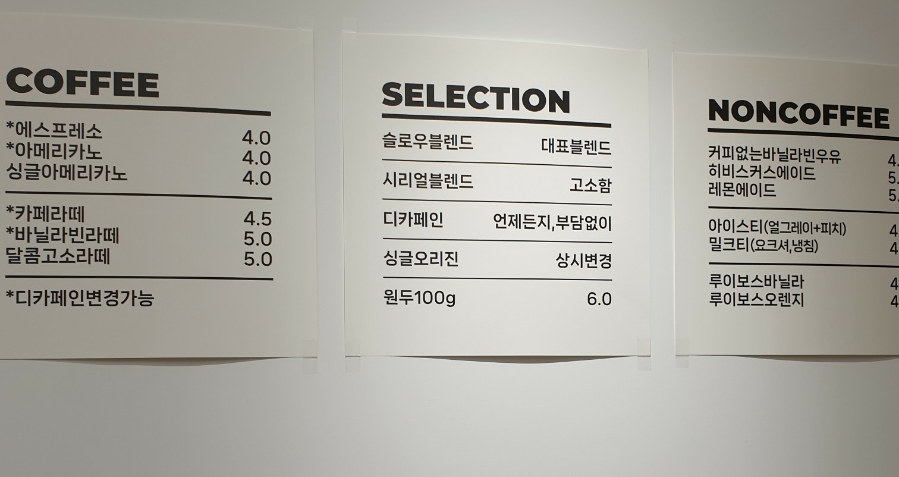 COFFEE
*에스프레소 4.0
*아메리카노 4.0
싱글아메리카노 4.0
*카페라떼 4.5
*바닐라빈라떼 5.0
달콤고소라떼 5.0
*디카페인변경가능
SELECTION
슬로우블렌드 대표블렌드
시리얼블렌드 고소함
디카페인 언제든지,부담없이
싱글오리진 상시변경
원두100g 6.0
NONCOFFEE
커피없는바닐라빈우유 4.
히비스커스에이드 5.
레몬에이드 5.
아이스티(얼그레이+피치) 4
밀크티(요크셔,냉침) 4
루이보스바닐라 4
루이보스오렌지 4